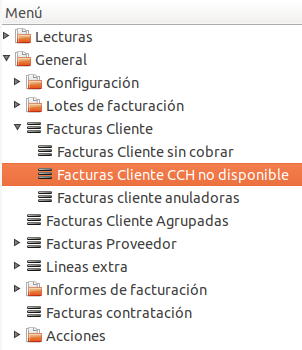 Menú
Lecturas
General
Configuración
Lotes de facturación
Facturas Cliente
Facturas Cliente sin cobrar
Facturas Cliente CCH no disponible
Facturas cliente anuladoras
Facturas Cliente Agrupadas
Facturas Proveedor
Lineas extra
Informes de facturación
Facturas contratación
Acciones